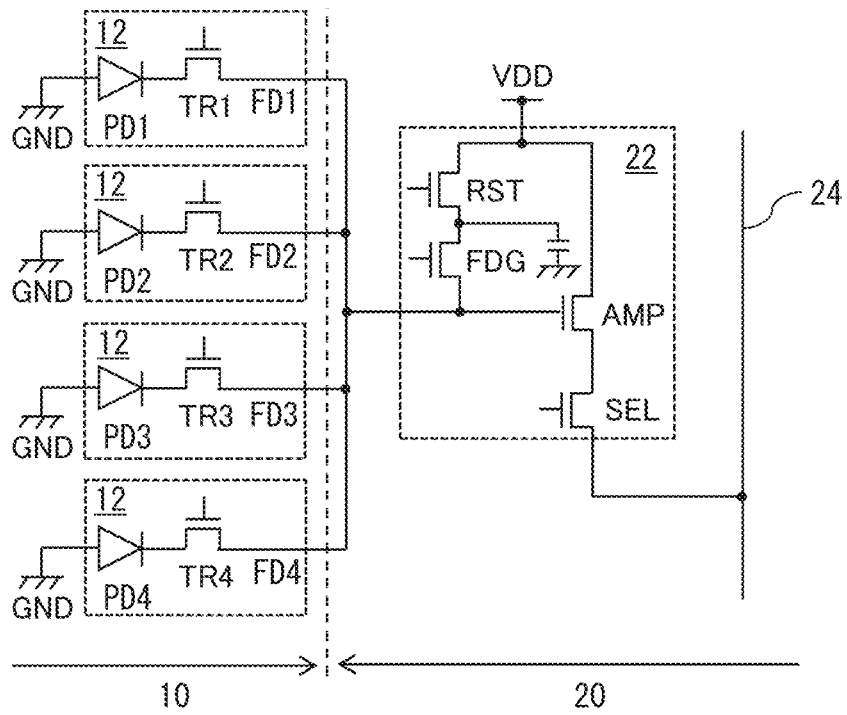 12
TR1
FD1
PD1
GND
12
TR2
FD2
PD2
GND
12
TR3
FD3
PD3
GND
12
TR4
FD4
PD4
GND
VDD
22
RST
FDG
AMP
SEL
24
10
20